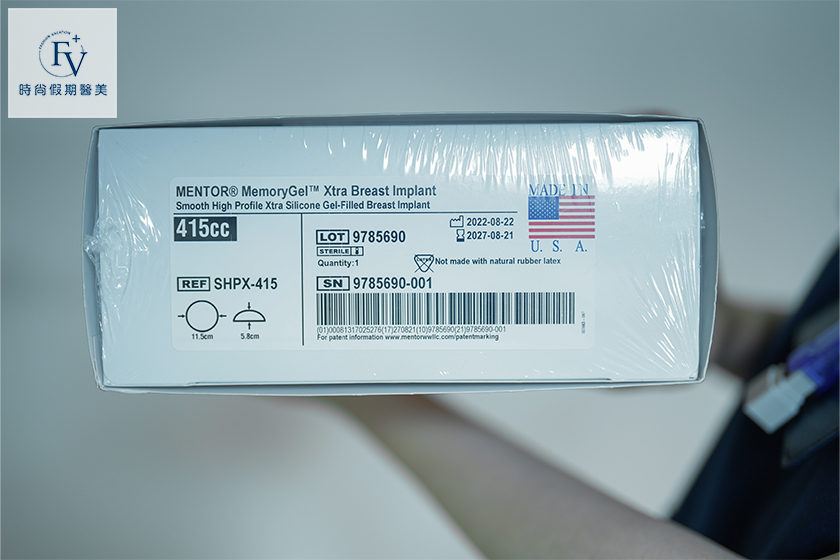 FASHION VACATION
FV+
時尚假期醫美
MENTOR® MemoryGel™ Xtra Breast Implant
Smooth High Profile Xtra Silicone Gel-Filled Breast Implant
415cc
LOT 9785690
STERILE
Quantity:1
2022-08-22
2027-08-21
MADE IN
U. S. A.
LATEX
Not made with natural rubber latex
REF SHPX-415
SN 9785690-001
11.5cm
5.8cm
(01)00081317025276(17)270821(10)9785690(21)9785690-001
For patent information www.mentorwwllc.com/patentmarking